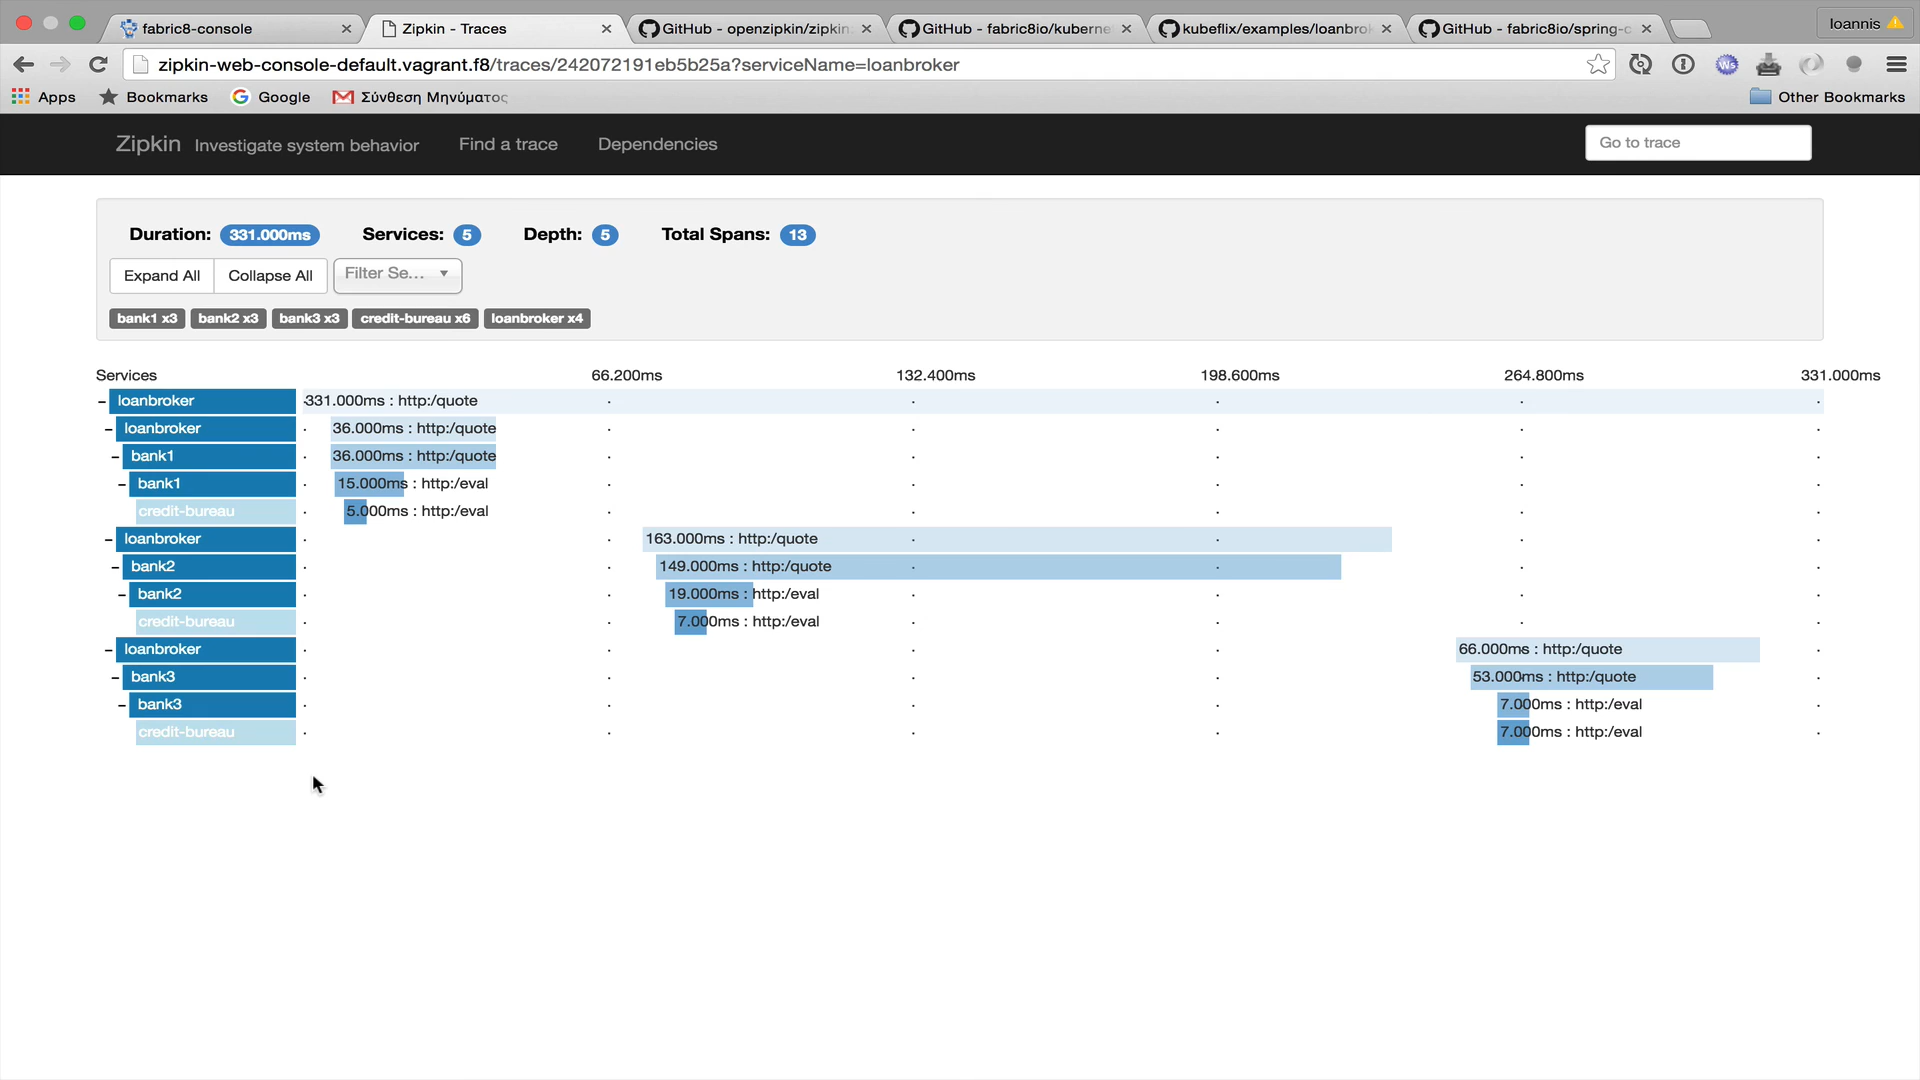 fabric8-console
Zipkin - Traces
GitHub - openzipkin/zipkin
GitHub - fabric8io/kuberne
kubeflix/examples/loanbrok
GitHub - fabric8io/spring-c
Ioannis
zipkin-web-console-default.vagrant.f8/traces/242072191eb5b25a?serviceName=loanbroker
Apps
Bookmarks
Google
Σύνθεση Μηνύματος
Other Bookmarks
Zipkin Investigate system behavior Find a trace Dependencies
Go to trace
Duration: 331.000ms Services: 5 Depth: 5 Total Spans: 13
Expand All Collapse All Filter Se...
bank1 x3 bank2 x3 bank3 x3 credit-bureau x6 loanbroker x4
Services 66.200ms 132.400ms 198.600ms 264.800ms 331.000ms
– loanbroker 331.000ms : http:/quote
– loanbroker 36.000ms : http:/quote
– bank1 36.000ms : http:/quote
– bank1 15.000ms : http:/eval
credit-bureau 5.000ms : http:/eval
– loanbroker 163.000ms : http:/quote
– bank2 149.000ms : http:/quote
– bank2 19.000ms : http:/eval
credit-bureau 7.000ms : http:/eval
– loanbroker 66.000ms : http:/quote
– bank3 53.000ms : http:/quote
– bank3 7.000ms : http:/eval
credit-bureau 7.000ms : http:/eval